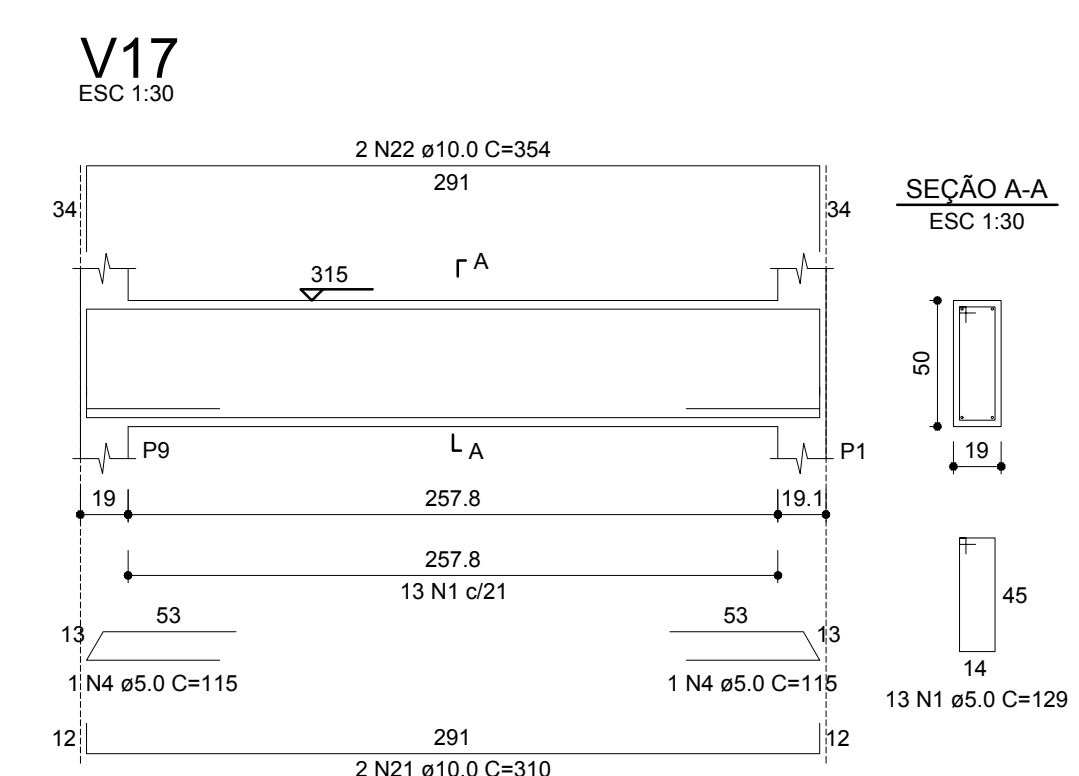 V17
ESC 1:30
2 N22 ø10.0 C=354
291
34
34
SEÇÃO A-A
ESC 1:30
A
315
50
19
P9
A
P1
19
257.8
19.1
257.8
13 N1 c/21
53
13
1 N4 ø5.0 C=115
53
13
1 N4 ø5.0 C=115
45
14
13 N1 ø5.0 C=129
12
291
12
2 N21 ø10.0 C=310